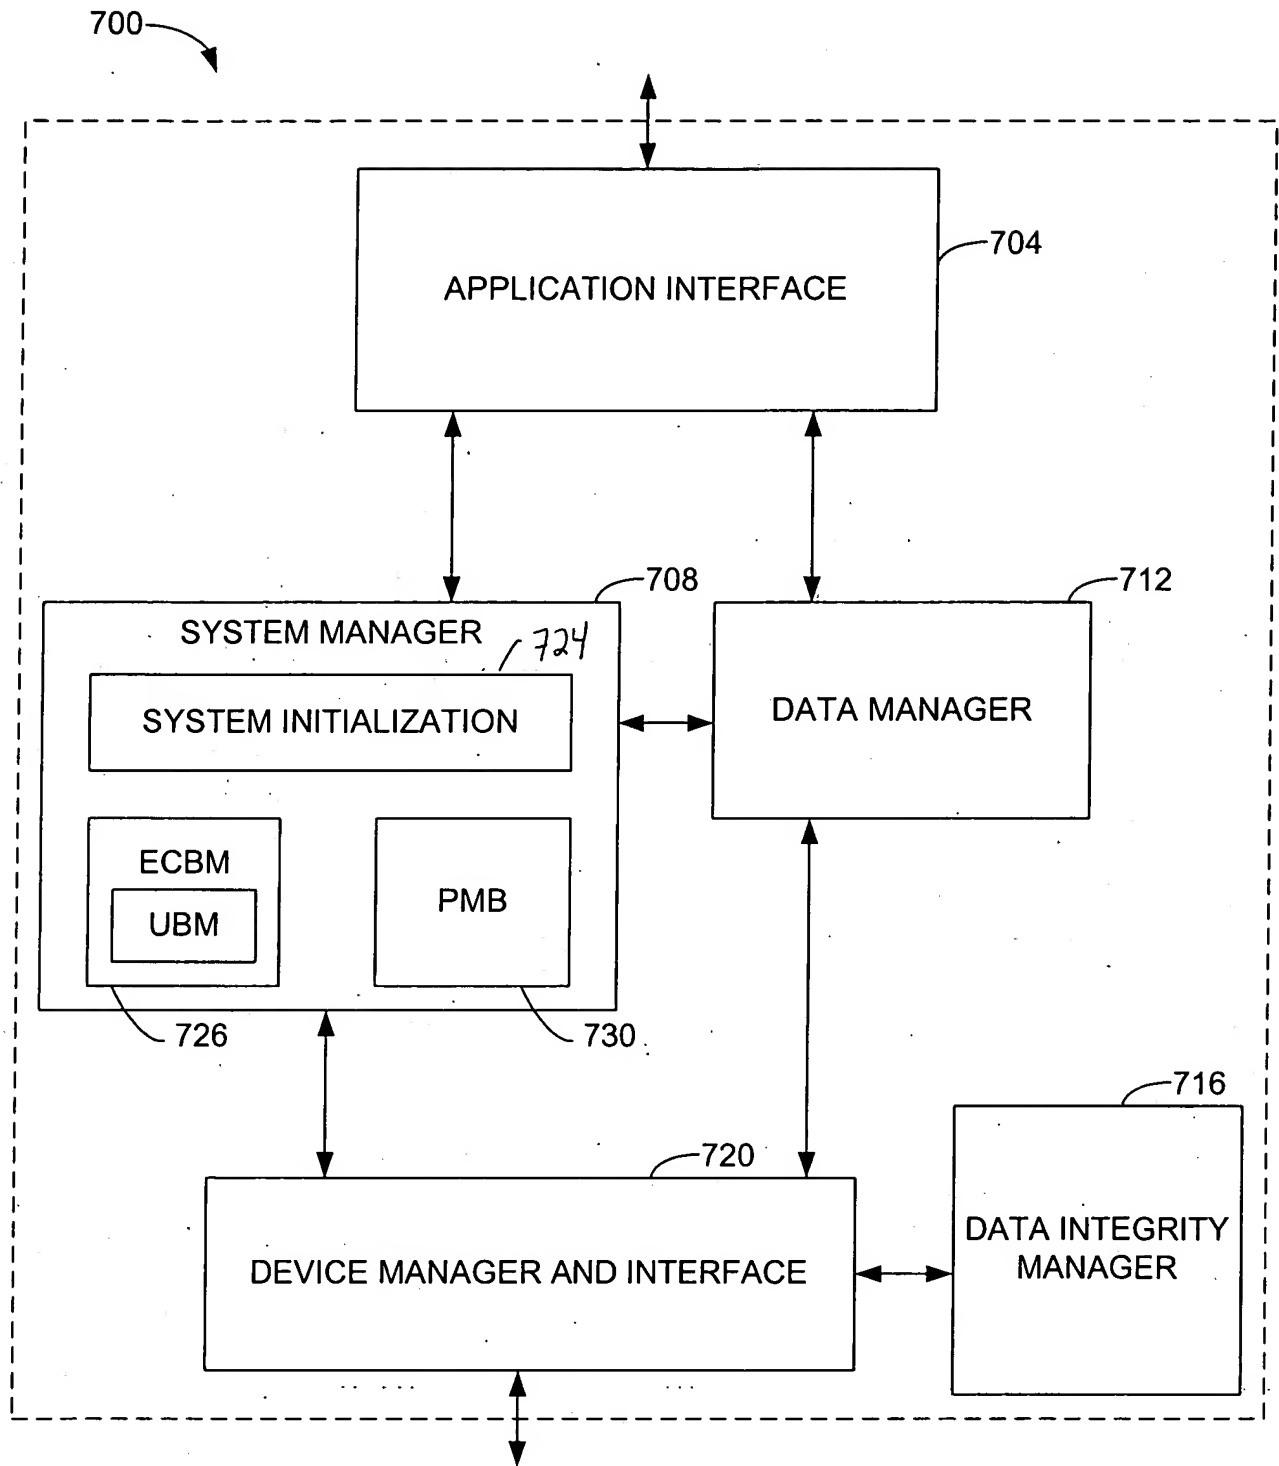 700
704
APPLICATION INTERFACE
708
712
SYSTEM MANAGER
724
SYSTEM INITIALIZATION
DATA MANAGER
ECBM
UBM
PMB
726
730
716
720
DATA INTEGRITY
MANAGER
DEVICE MANAGER AND INTERFACE